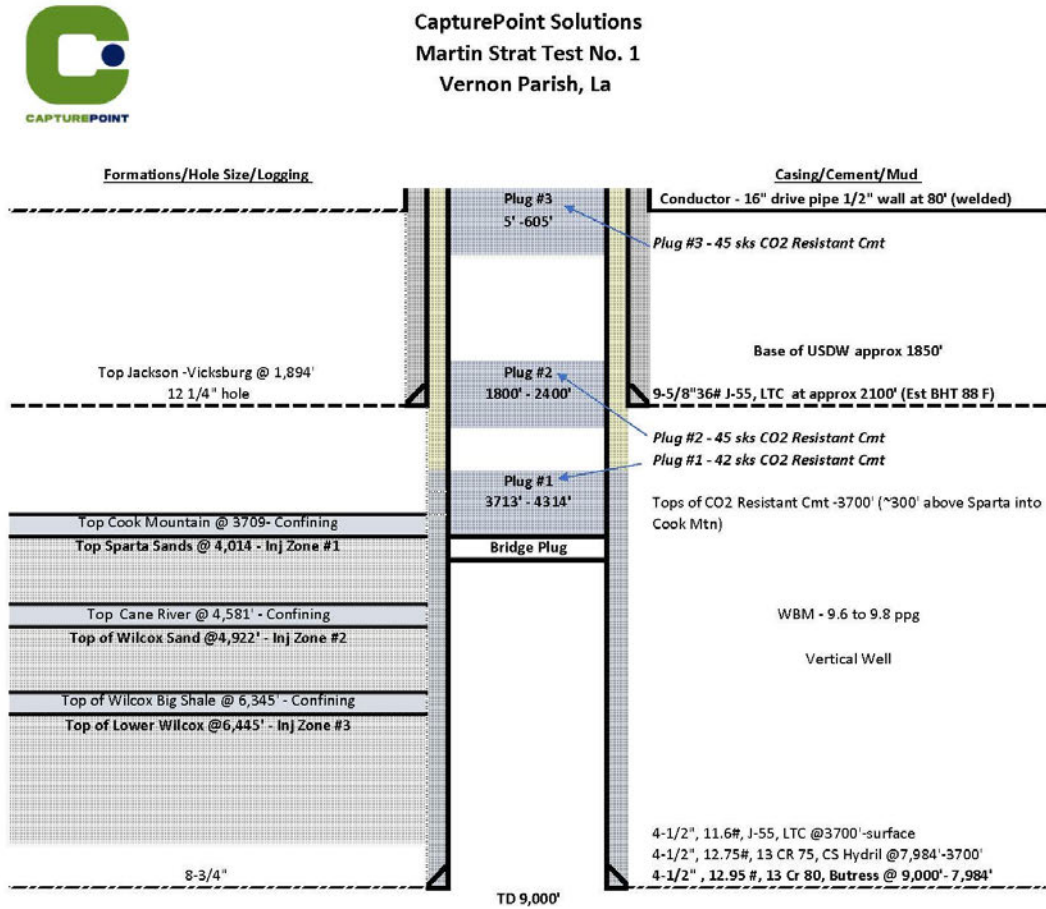 CapturePoint Solutions
Martin Strat Test No. 1
Vernon Parish, La
CAPTUREPOINT
Formations/Hole Size/Logging
Casing/Cement/Mud
Plug #3
5' -605'
Conductor - 16" drive pipe 1/2" wall at 80' (welded)
Plug #3 - 45 sks CO2 Resistant Cmt
Base of USDW approx 1850'
Top Jackson -Vicksburg @ 1,894'
12 1/4" hole
Plug #2
1800' - 2400'
9-5/8"36# J-55, LTC at approx 2100' (Est BHT 88 F)
Plug #2 - 45 sks CO2 Resistant Cmt
Plug #1 - 42 sks CO2 Resistant Cmt
Plug #1
3713' - 4314'
Tops of CO2 Resistant Cmt -3700' (~300' above Sparta into
Cook Mtn)
Top Cook Mountain @ 3709- Confining
Top Sparta Sands @ 4,014 - Inj Zone #1
Bridge Plug
Top Cane River @ 4,581' - Confining
Top of Wilcox Sand @4,922' - Inj Zone #2
WBM - 9.6 to 9.8 ppg
Vertical Well
Top of Wilcox Big Shale @ 6,345' - Confining
Top of Lower Wilcox @6,445' - Inj Zone #3
4-1/2", 11.6#, J-55, LTC @3700'-surface
4-1/2", 12.75#, 13 CR 75, CS Hydril @7,984'-3700'
4-1/2" , 12.95 #, 13 Cr 80, Butress @ 9,000'- 7,984'
8-3/4"
TD 9,000'